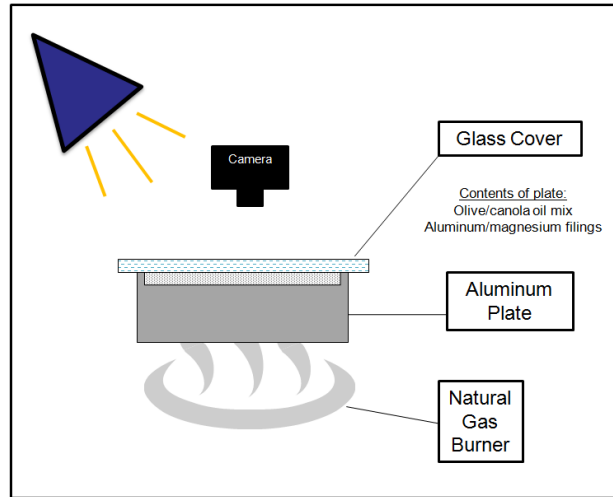 Camera
Glass Cover
Contents of plate:
Olive/canola oil mix
Aluminum/magnesium filings
Aluminum
Plate
Natural
Gas
Burner